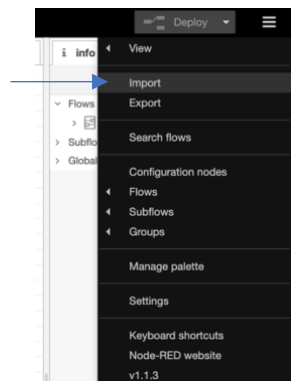 Deploy
i info
View
Import
Export
Flows
Search flows
Subflo
Global
Configuration nodes
Flows
Subflows
Groups
Manage palette
Settings
Keyboard shortcuts
Node-RED website
v1.1.3